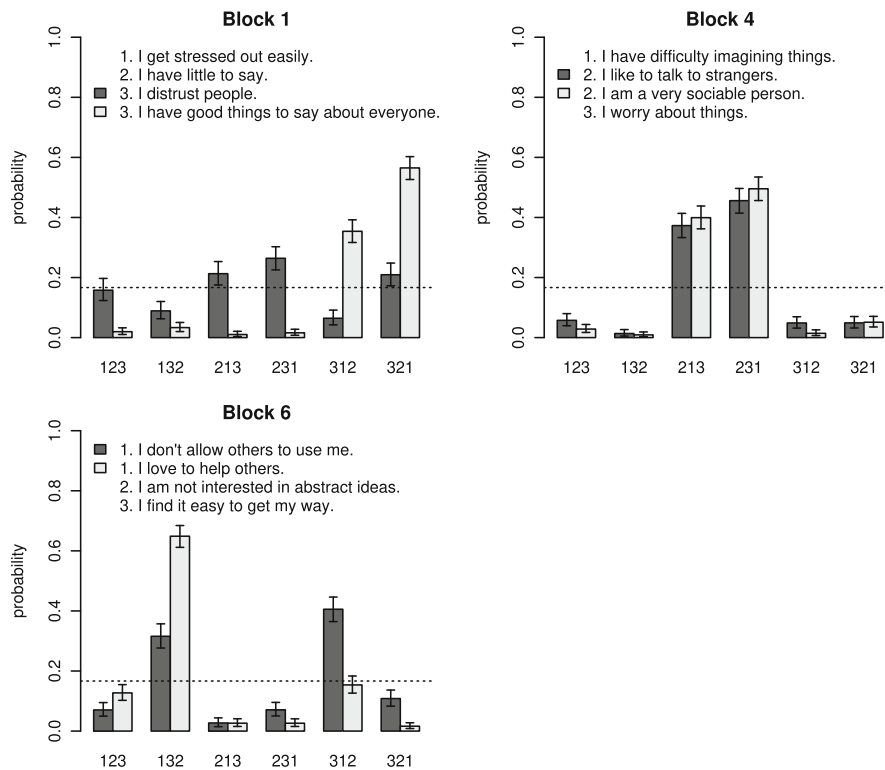 Block 1
1. I get stressed out easily.
2. I have little to say.
3. I distrust people.
3. I have good things to say about everyone.
probability
0.0 0.2 0.4 0.6 0.8 1.0
123 132 213 231 312 321
Block 4
1. I have difficulty imagining things.
2. I like to talk to strangers.
2. I am a very sociable person.
3. I worry about things.
probability
0.0 0.2 0.4 0.6 0.8 1.0
123 132 213 231 312 321
Block 6
1. I don't allow others to use me.
1. I love to help others.
2. I am not interested in abstract ideas.
3. I find it easy to get my way.
probability
0.0 0.2 0.4 0.6 0.8 1.0
123 132 213 231 312 321